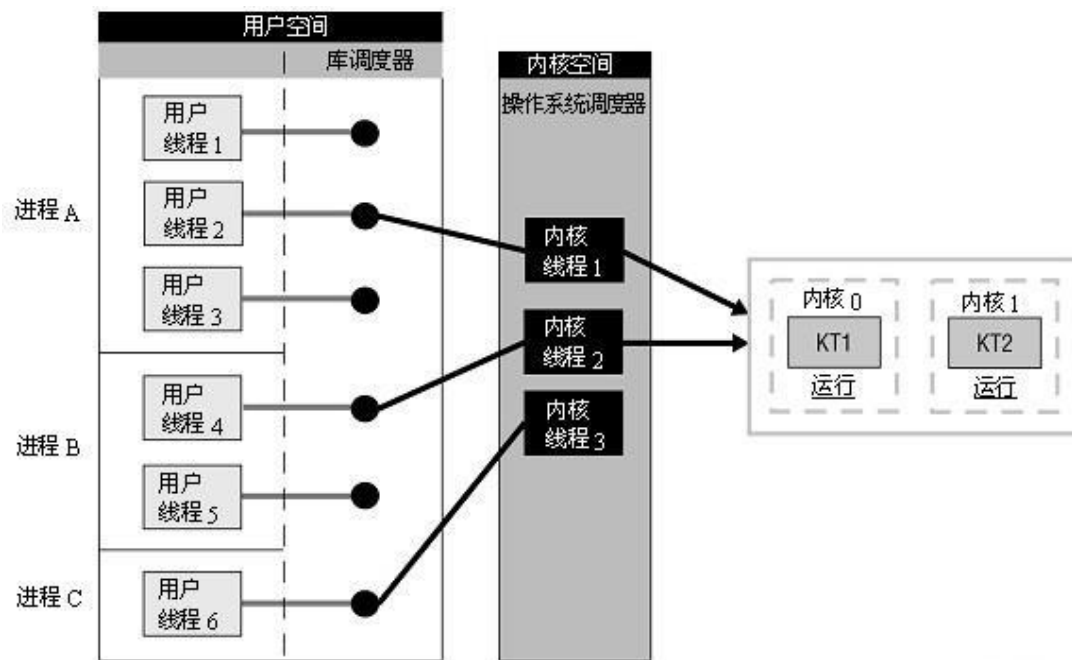 用户空间
库调度器
内核空间
操作系统调度器
进程A
用户
线程1
用户
线程2
用户
线程3
进程B
用户
线程4
用户
线程5
进程C
用户
线程6
内核
线程1
内核
线程2
内核
线程3
内核0
KT1
运行
内核1
KT2
运行